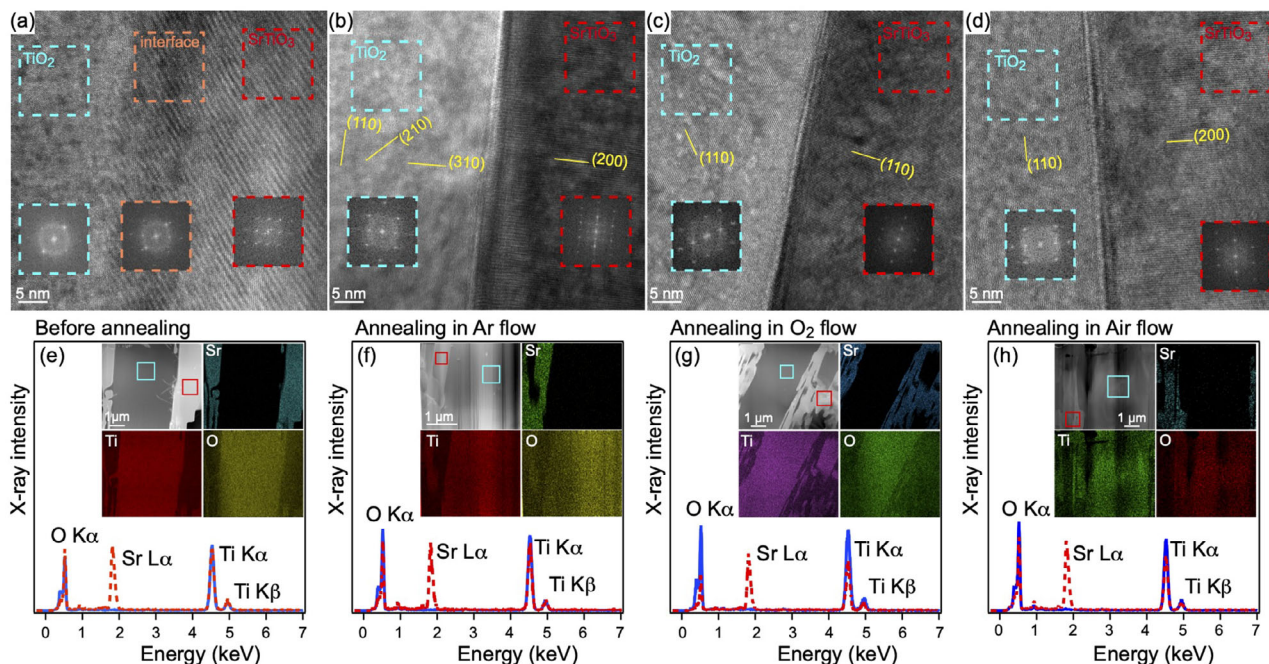 (a)
TiO2
interface
SrTiO3
5 nm
(b)
TiO2
SrTiO3
(110)
(210)
(310)
(200)
5 nm
(c)
TiO2
SrTiO3
(110)
(110)
5 nm
(d)
TiO2
SrTiO3
(110)
(200)
5 nm
Before annealing
(e)
Sr
1μm
Ti
O
O Kα
Sr Lα
Ti Kα
Ti Kβ
X-ray intensity
0 1 2 3 4 5 6 7
Energy (keV)
Annealing in Ar flow
(f)
Sr
1 μm
Ti
O
O Kα
Sr Lα
Ti Kα
Ti Kβ
X-ray intensity
0 1 2 3 4 5 6 7
Energy (keV)
Annealing in O2 flow
(g)
Sr
1 μm
Ti
O
O Kα
Sr Lα
Ti Kα
Ti Kβ
X-ray intensity
0 1 2 3 4 5 6 7
Energy (keV)
Annealing in Air flow
(h)
Sr
1 μm
Ti
O
O Kα
Sr Lα
Ti Kα
Ti Kβ
X-ray intensity
0 1 2 3 4 5 6 7
Energy (keV)